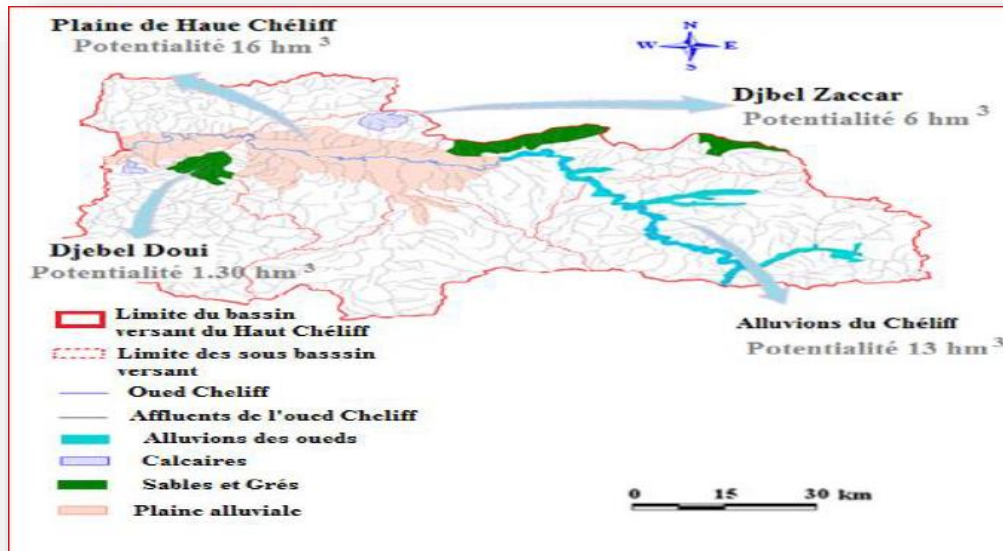 Plaine de Haue Chéliff
Potentialité 16 hm 3
N
W E
S
Djbel Zaccar
Potentialité 6 hm 3
Djebel Doui
Potentialité 1.30 hm 3
Alluvions du Chéliff
Potentialité 13 hm 3
Limite du bassin
versant du Haut Chéliff
Limite des sous basssin
versant
Oued Cheliff
Affluents de l'oued Cheliff
Alluvions des oueds
Calcaires
Sables et Grés
Plaine alluviale
0 15 30 km